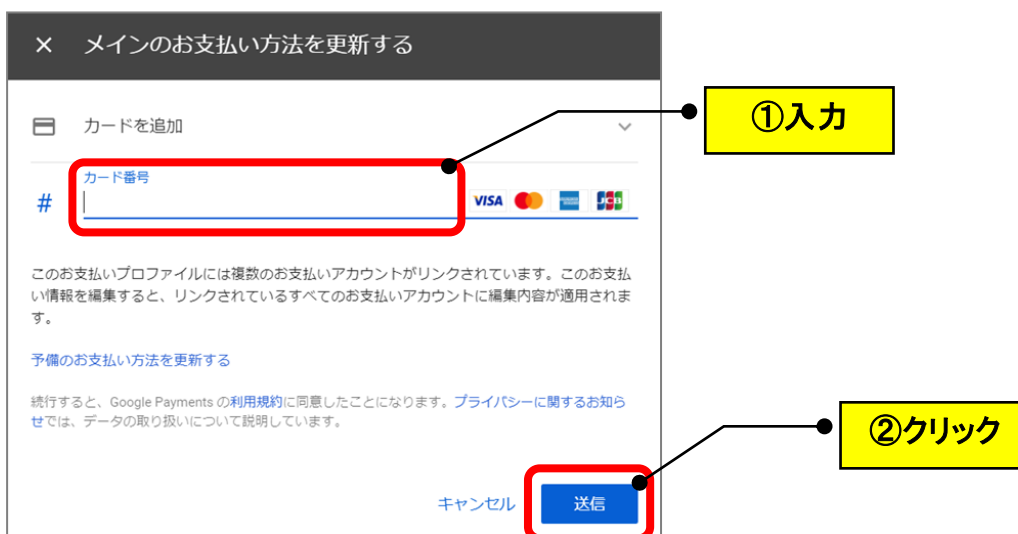 × メインのお支払い方法を更新する
カードを追加
①入力
カード番号
#
VISA JCB
このお支払いプロファイルには複数のお支払いアカウントがリンクされています。このお支払
い情報を編集すると、リンクされているすべてのお支払いアカウントに編集内容が適用されま
す。
予備のお支払い方法を更新する
続行すると、Google Payments の利用規約に同意したことになります。プライバシーに関するお知ら
せでは、データの取り扱いについて説明しています。
②クリック
キャンセル 送信